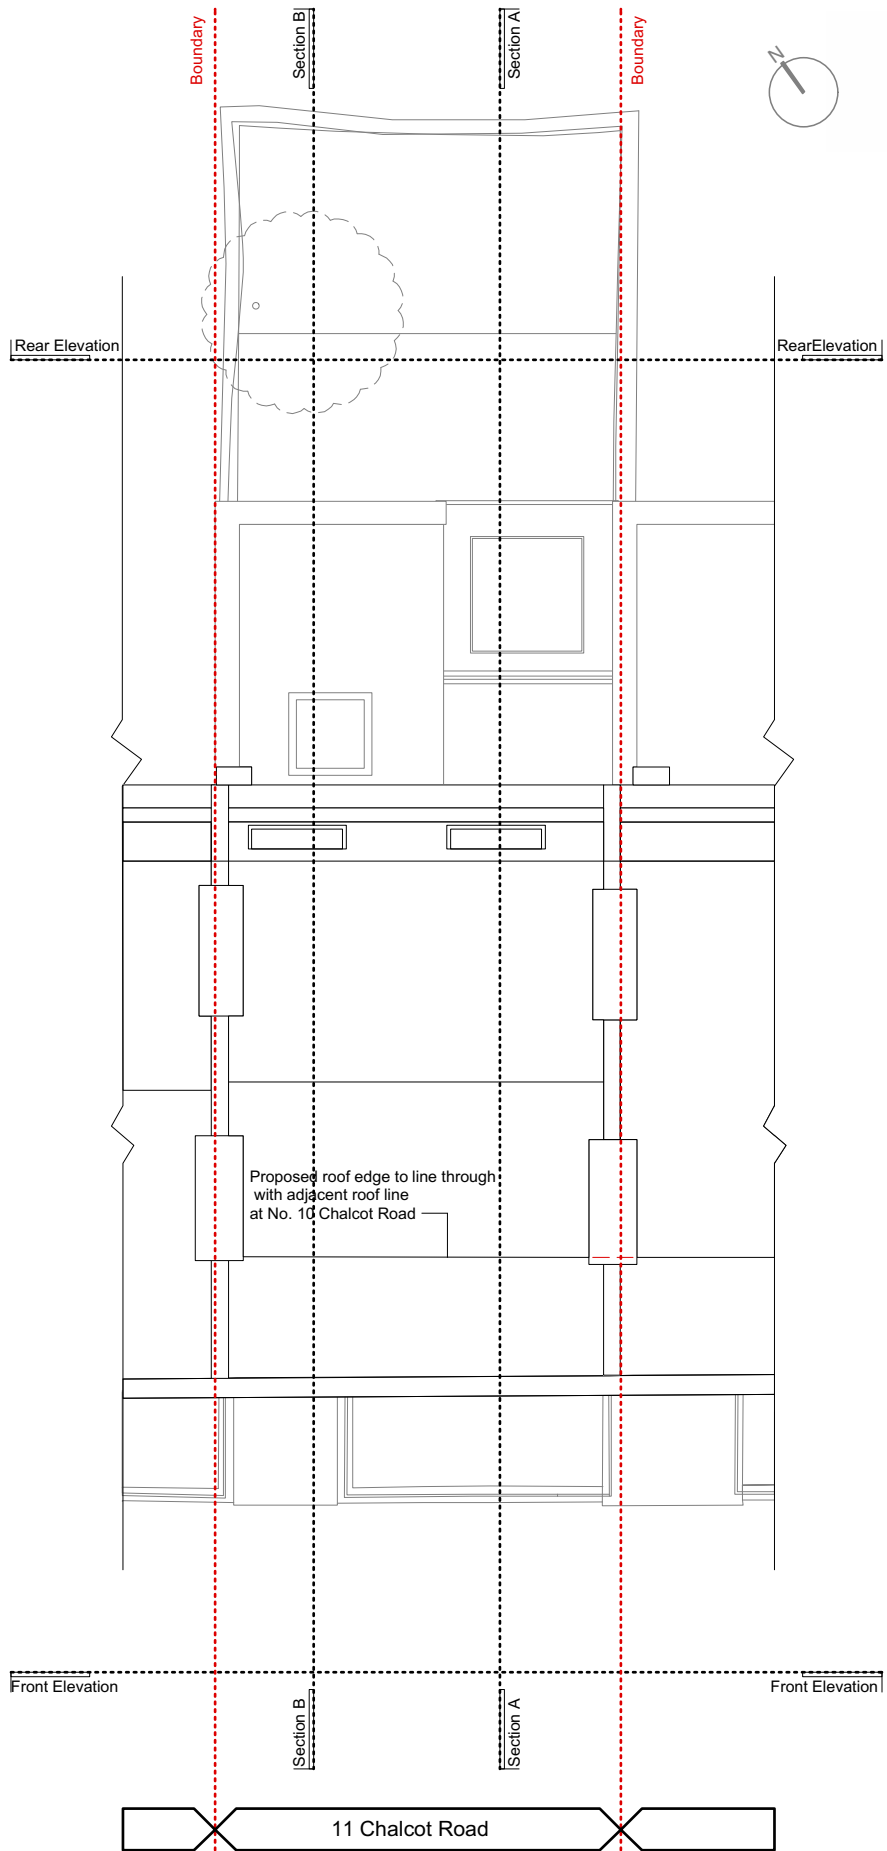 Boundary
Section B
Section A
Boundary
N
Rear Elevation
RearElevation
Proposed roof edge to line through
with adjacent roof line
at No. 10 Chalcot Road
Front Elevation
Front Elevation
Section B
Section A
11 Chalcot Road